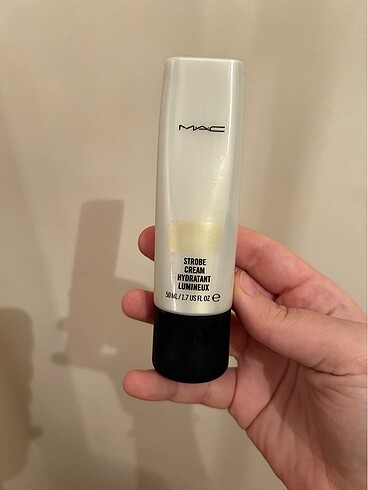 MAC
STROBE
CREAM
HYDRATANT
LUMINEUX
50 ML/1.7 US FL OZ ℮